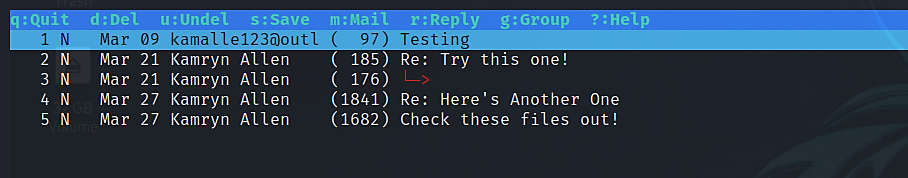 q:Quit  d:Del  u:Undel  s:Save  m:Mail  r:Reply  g:Group  ?:Help
1 N   Mar 09 kamalle123@outl (  97) Testing
2 N   Mar 21 Kamryn Allen    ( 185) Re: Try this one!
3 N   Mar 21 Kamryn Allen    ( 176) └─>
4 N   Mar 27 Kamryn Allen    (1841) Re: Here's Another One
5 N   Mar 27 Kamryn Allen    (1682) Check these files out!